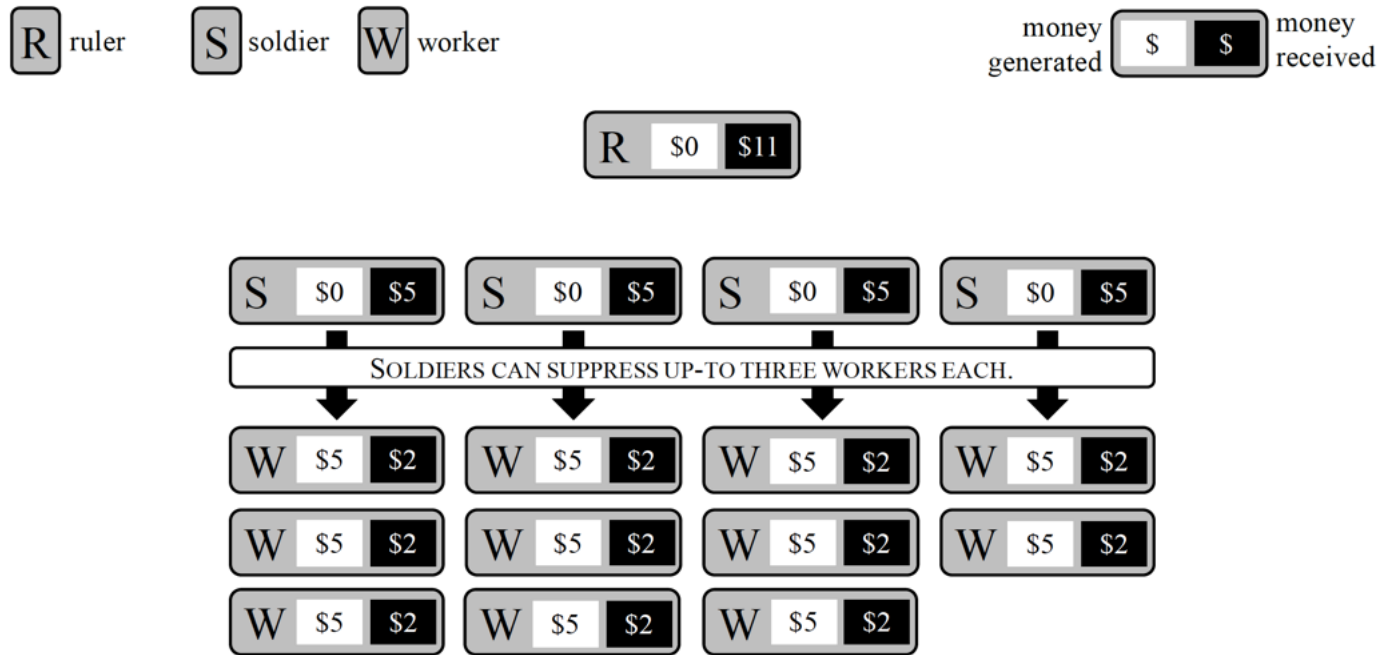 R ruler S soldier W worker
money generated $ $ money received
R $0 $11
S $0 $5 S $0 $5 S $0 $5 S $0 $5
SOLDIERS CAN SUPPRESS UP-TO THREE WORKERS EACH.
W $5 $2 W $5 $2 W $5 $2 W $5 $2
W $5 $2 W $5 $2 W $5 $2 W $5 $2
W $5 $2 W $5 $2 W $5 $2